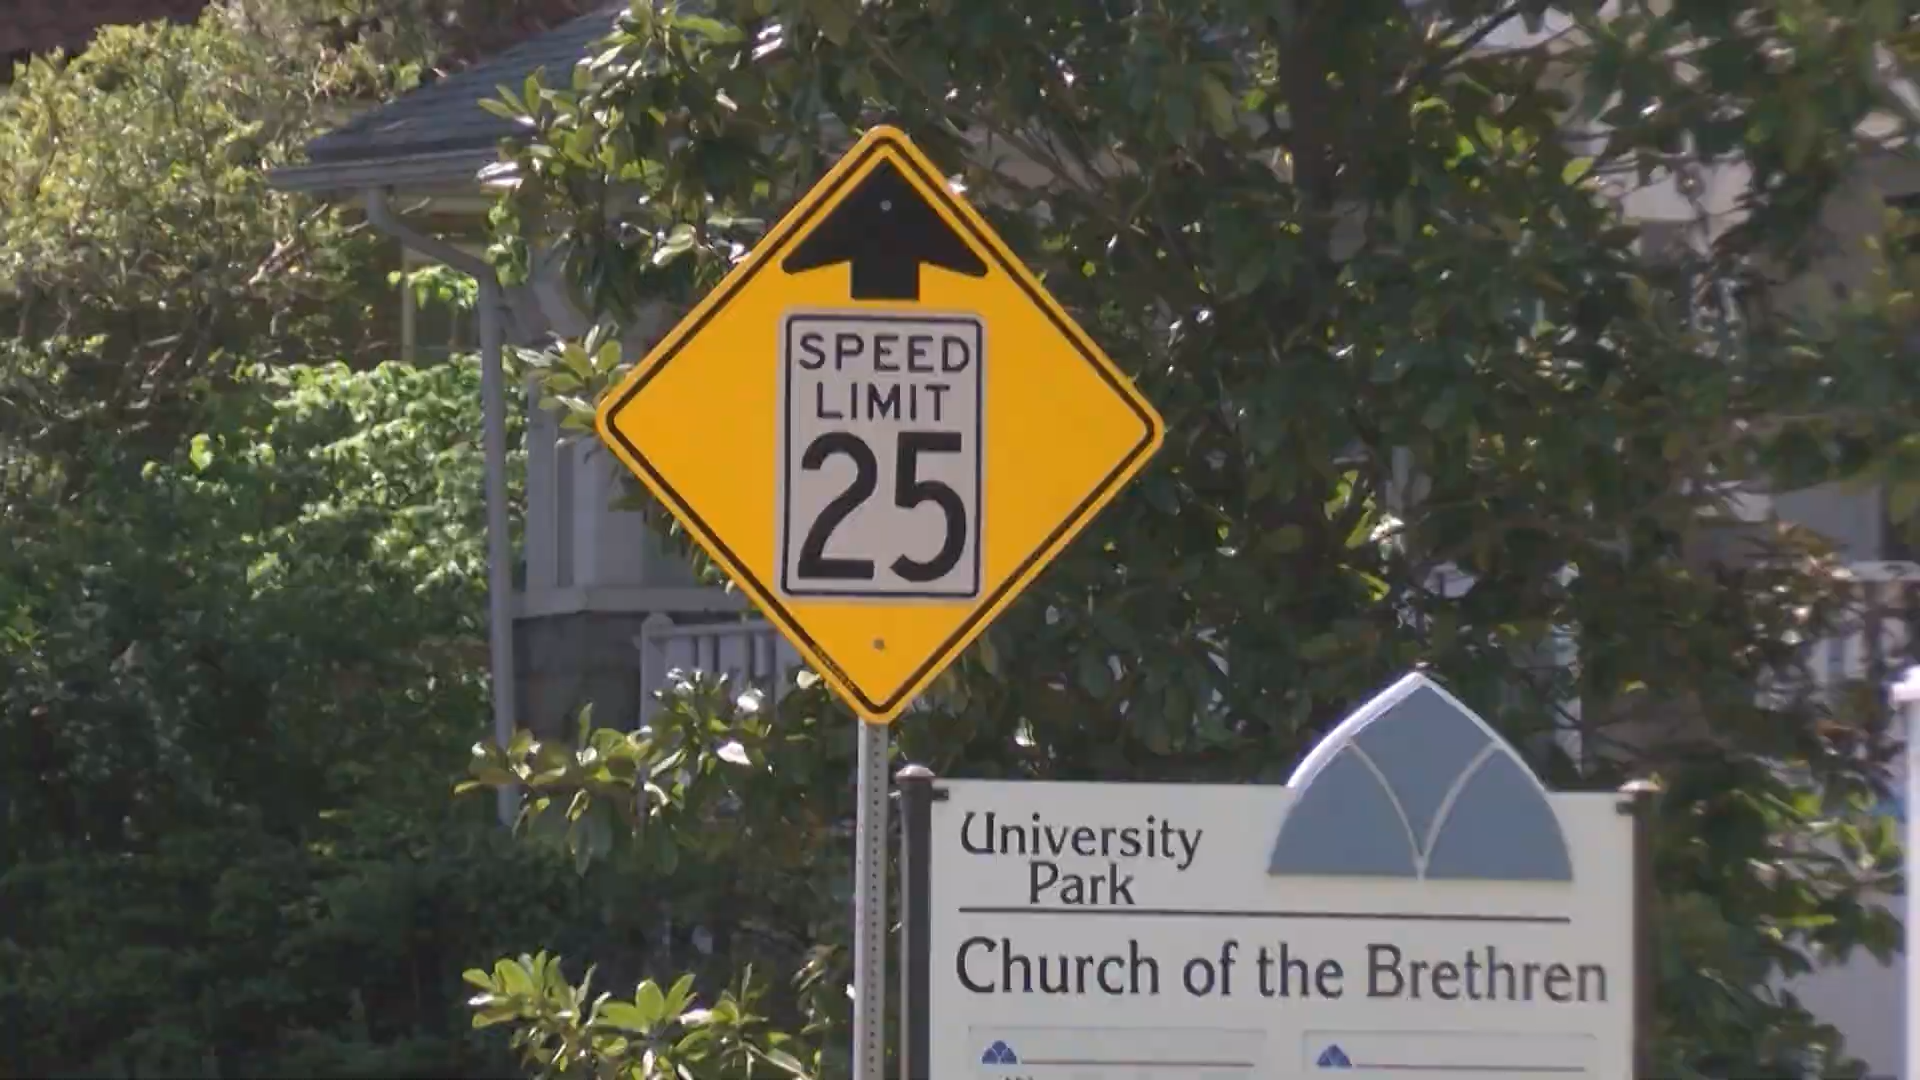 SPEED
LIMIT
25
University
Park
Church of the Brethren